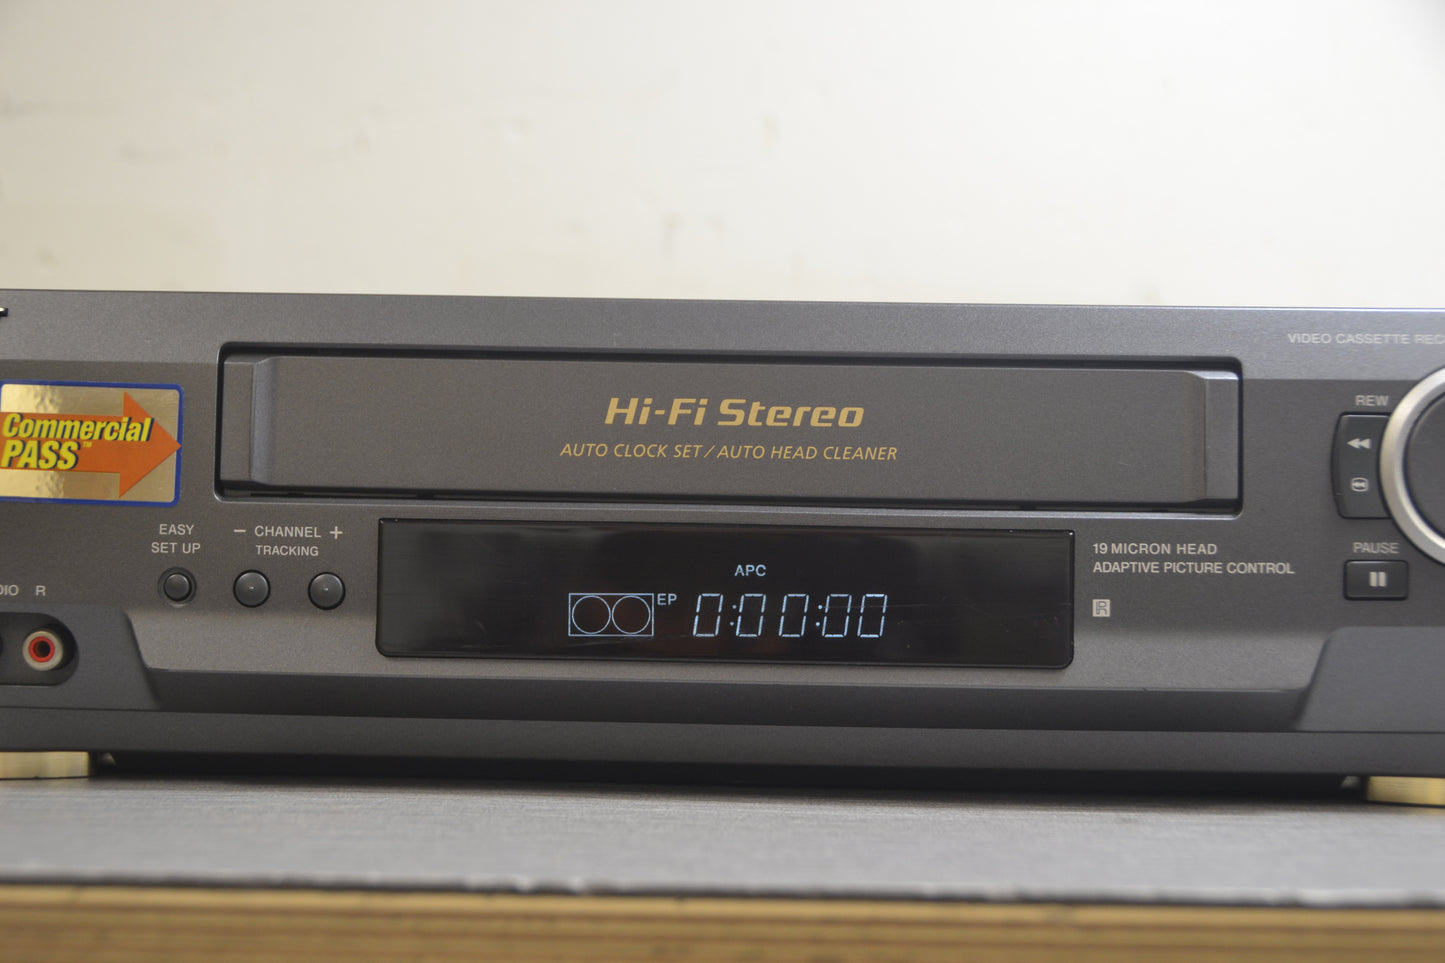 VIDEO CASSETTE REC
Commercial
PASS™
Hi-Fi Stereo
AUTO CLOCK SET / AUTO HEAD CLEANER
REW
EASY
SET UP
− CHANNEL +
TRACKING
19 MICRON HEAD
ADAPTIVE PICTURE CONTROL
PAUSE
APC
EP 0:00:00
R